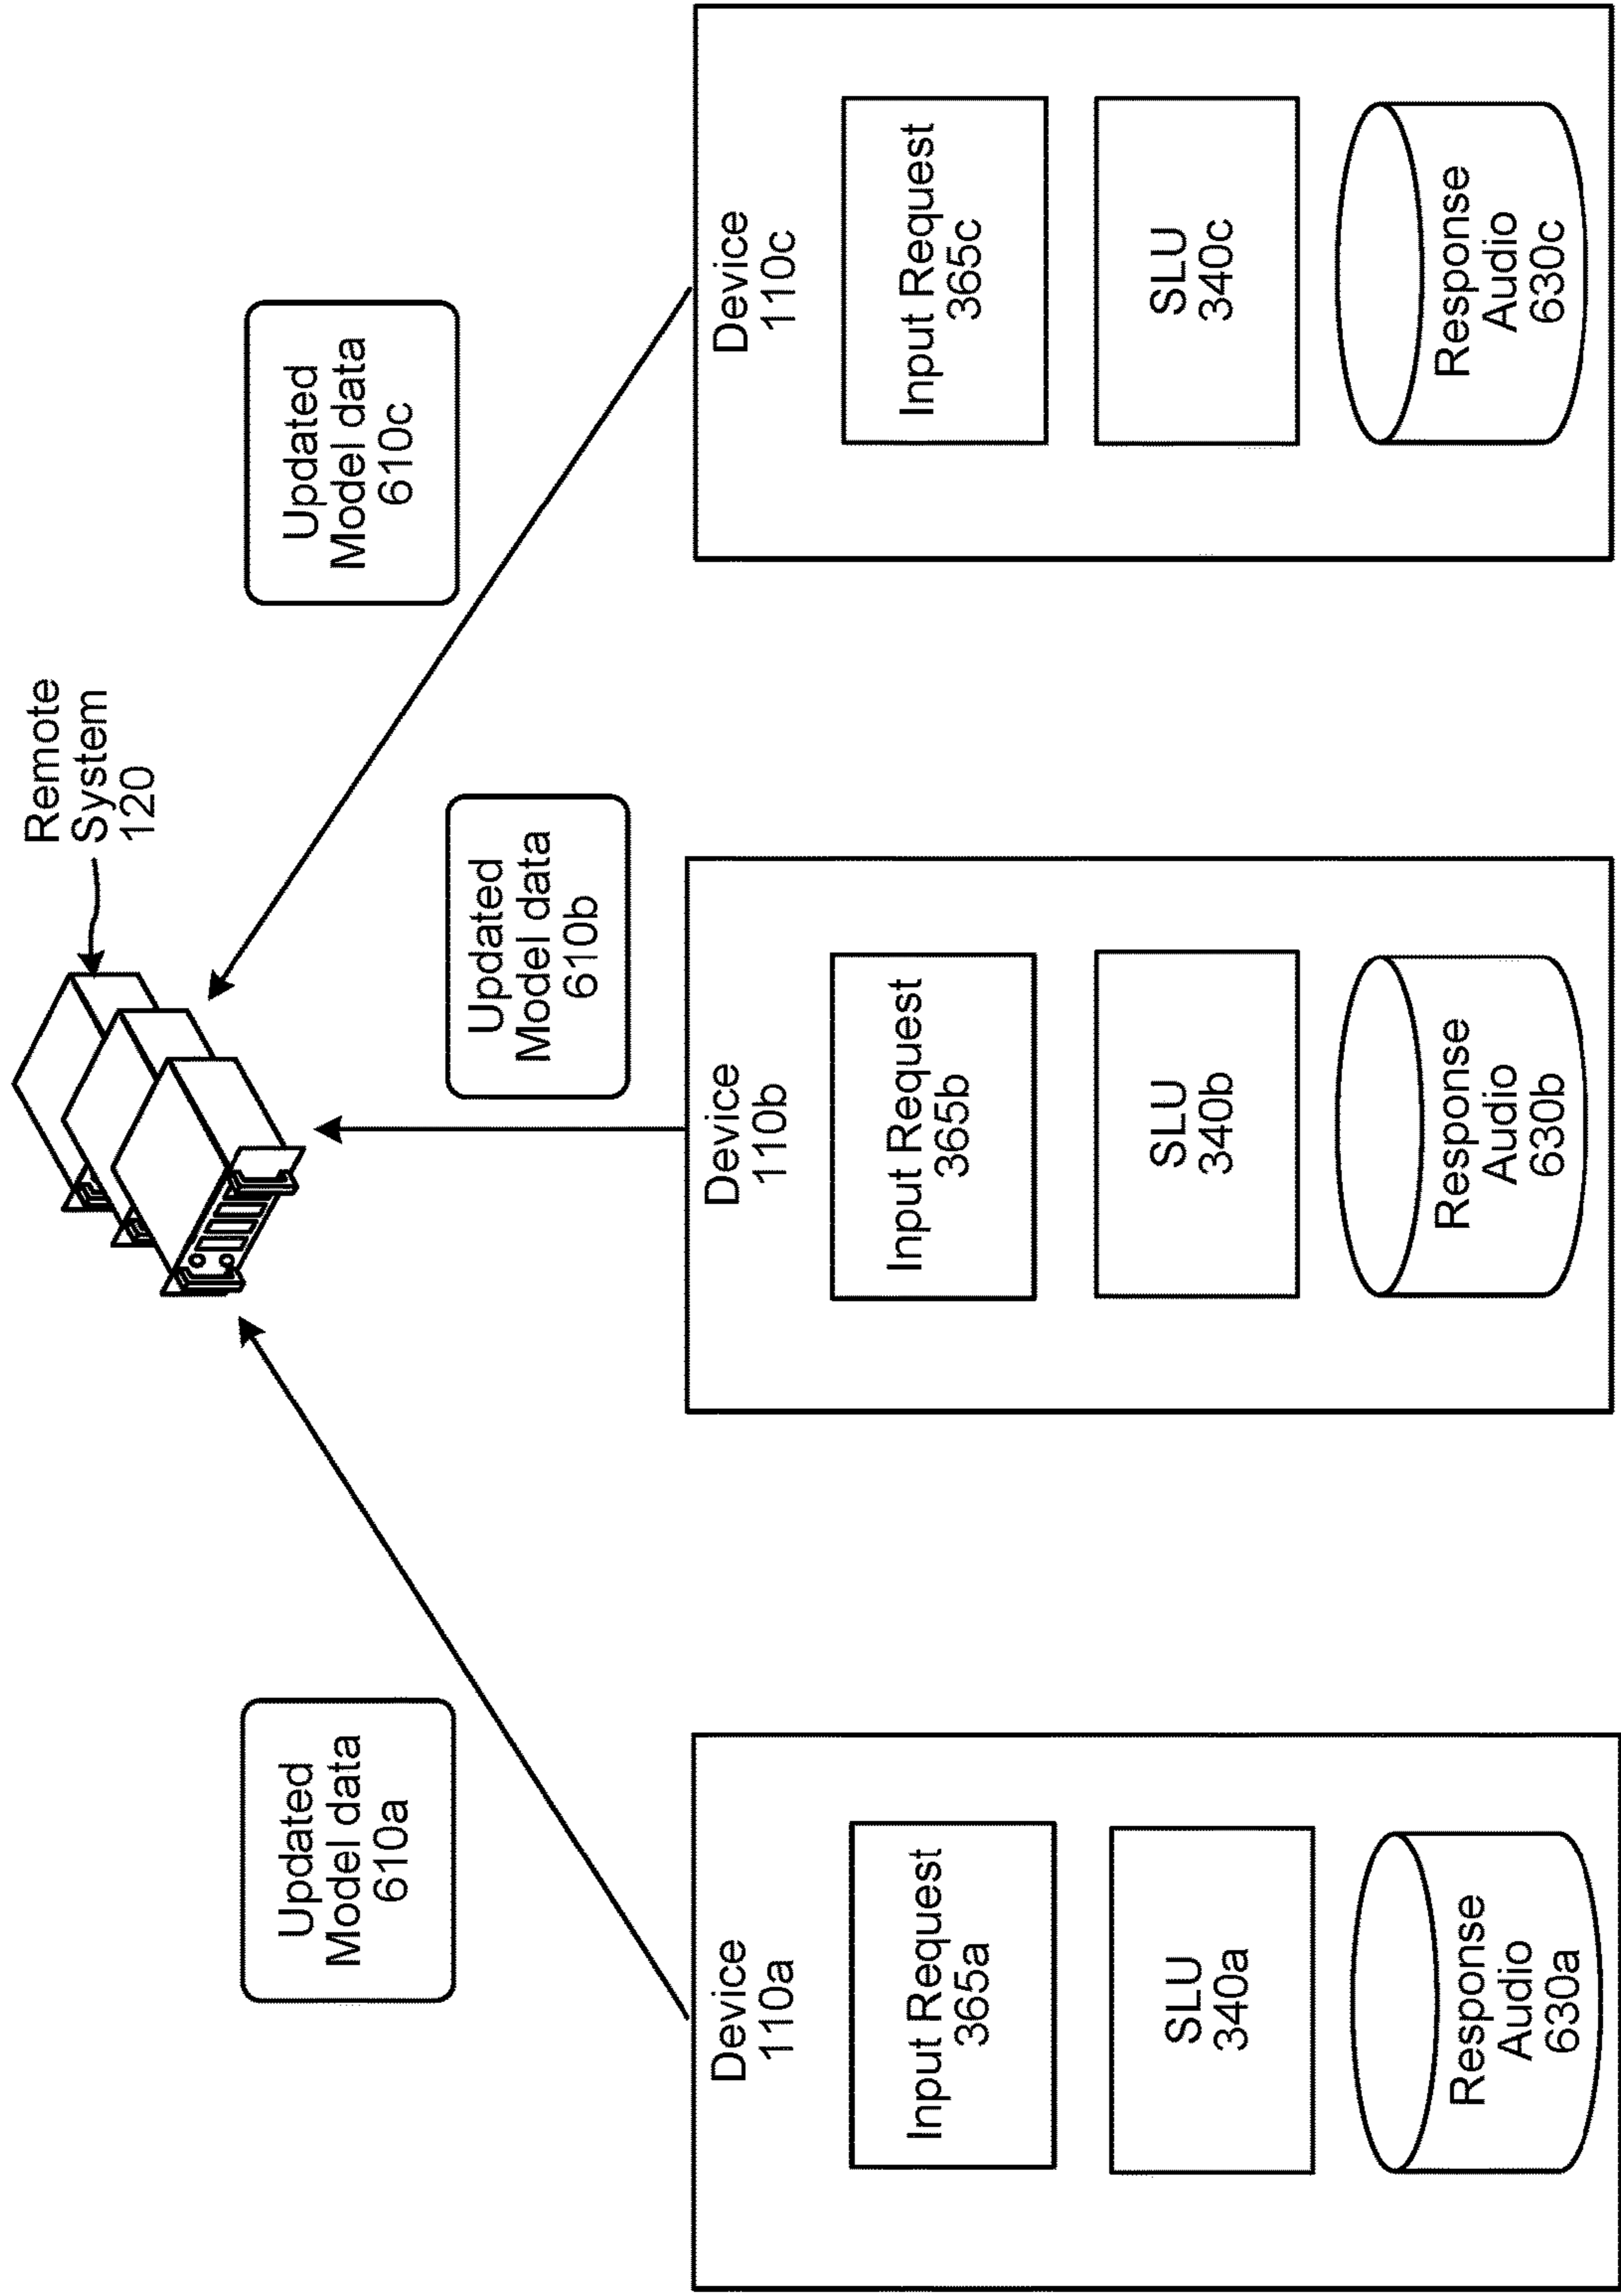 Remote
System
120
Updated
Model data
610a
Updated
Model data
610b
Updated
Model data
610c
Device
110a
Input Request
365a
SLU
340a
Response
Audio
630a
Device
110b
Input Request
365b
SLU
340b
Response
Audio
630b
Device
110c
Input Request
365c
SLU
340c
Response
Audio
630c